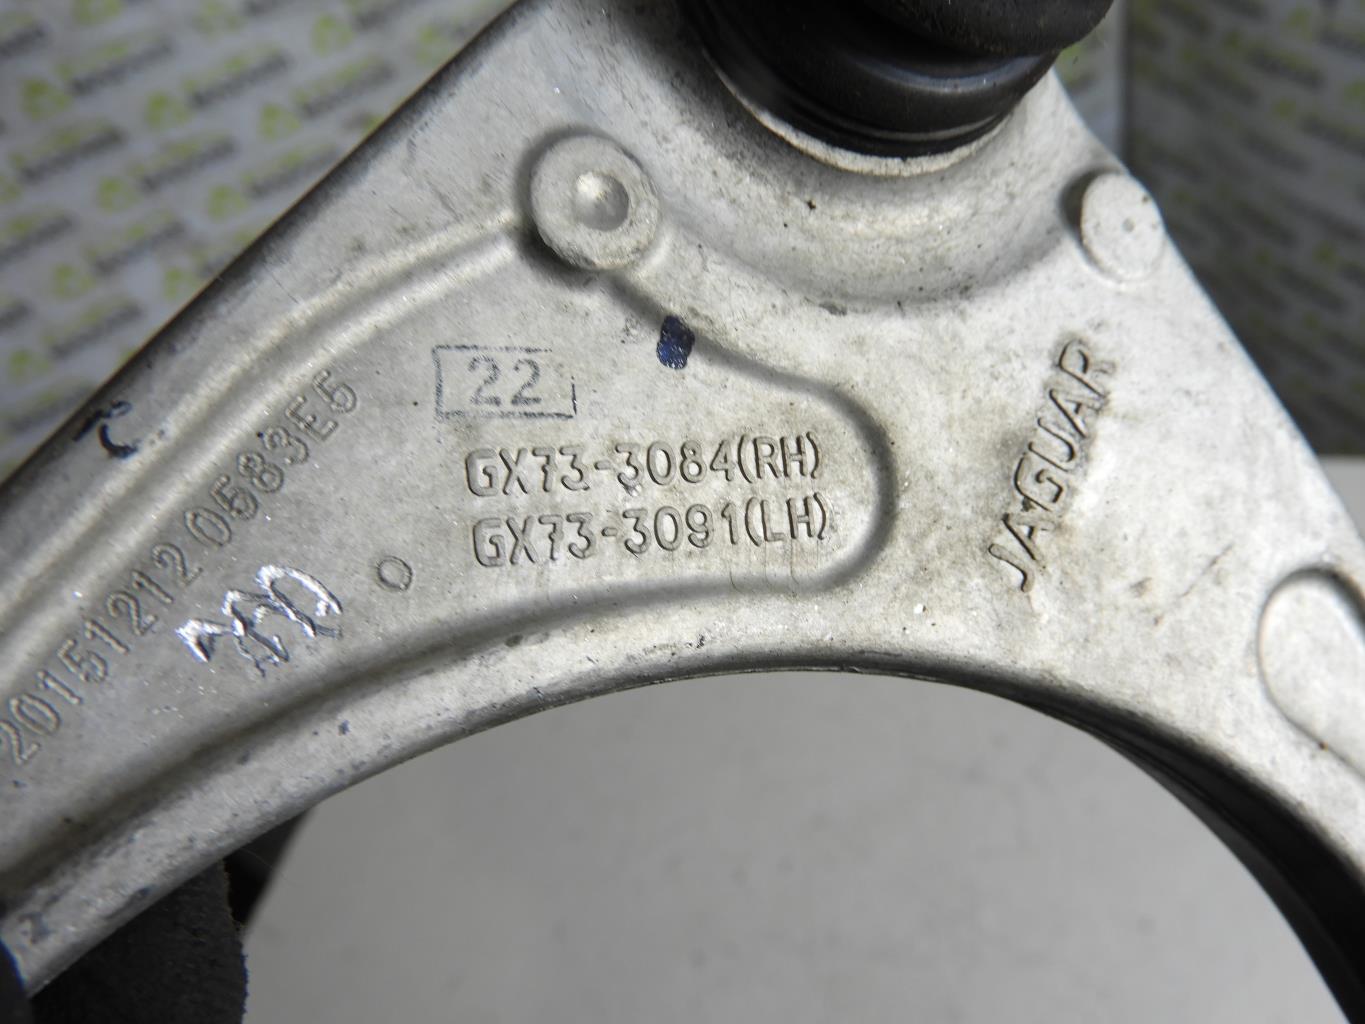 22
GX73-3084(RH)
GX73-3091(LH)
JAGUAR
20151212 0583E5